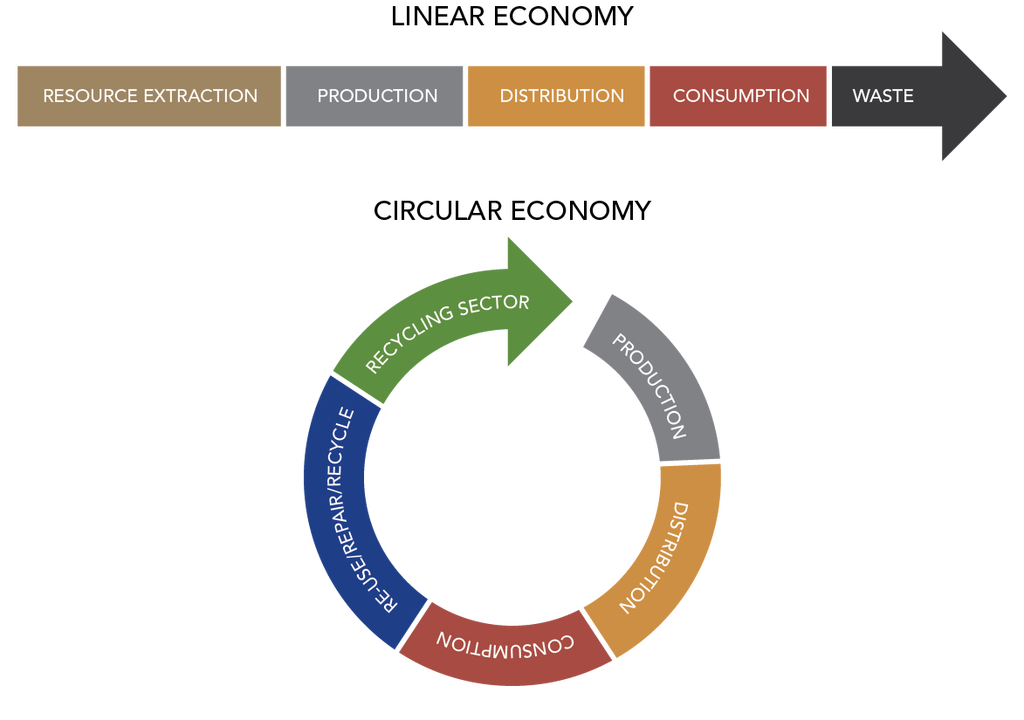 LINEAR ECONOMY
RESOURCE EXTRACTION
PRODUCTION
DISTRIBUTION
CONSUMPTION
WASTE
CIRCULAR ECONOMY
RECYCLING SECTOR
PRODUCTION
DISTRIBUTION
CONSUMPTION
RE-USE/REPAIR/RECYCLE